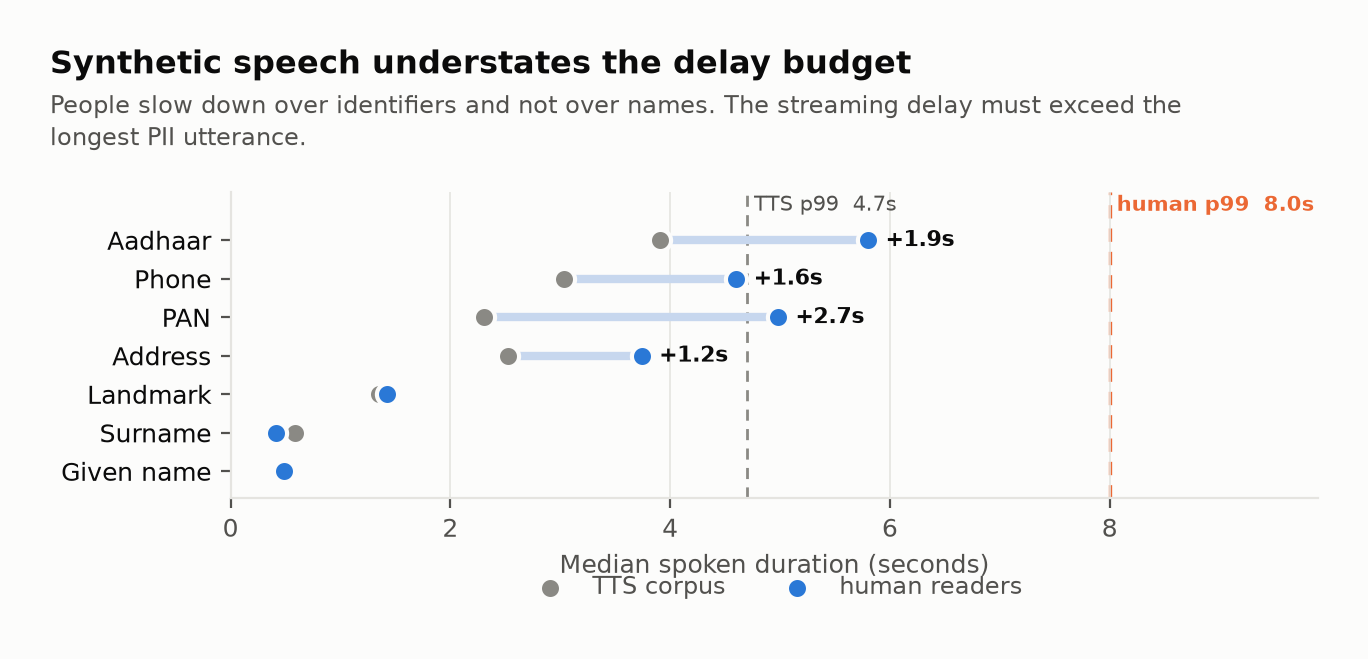 Synthetic speech understates the delay budget
People slow down over identifiers and not over names. The streaming delay must exceed the
longest PII utterance.
TTS p99 4.7s
human p99 8.0s
Aadhaar +1.9s
Phone +1.6s
PAN +2.7s
Address +1.2s
Landmark
Surname
Given name
0 2 4 6 8
Median spoken duration (seconds)
TTS corpus human readers